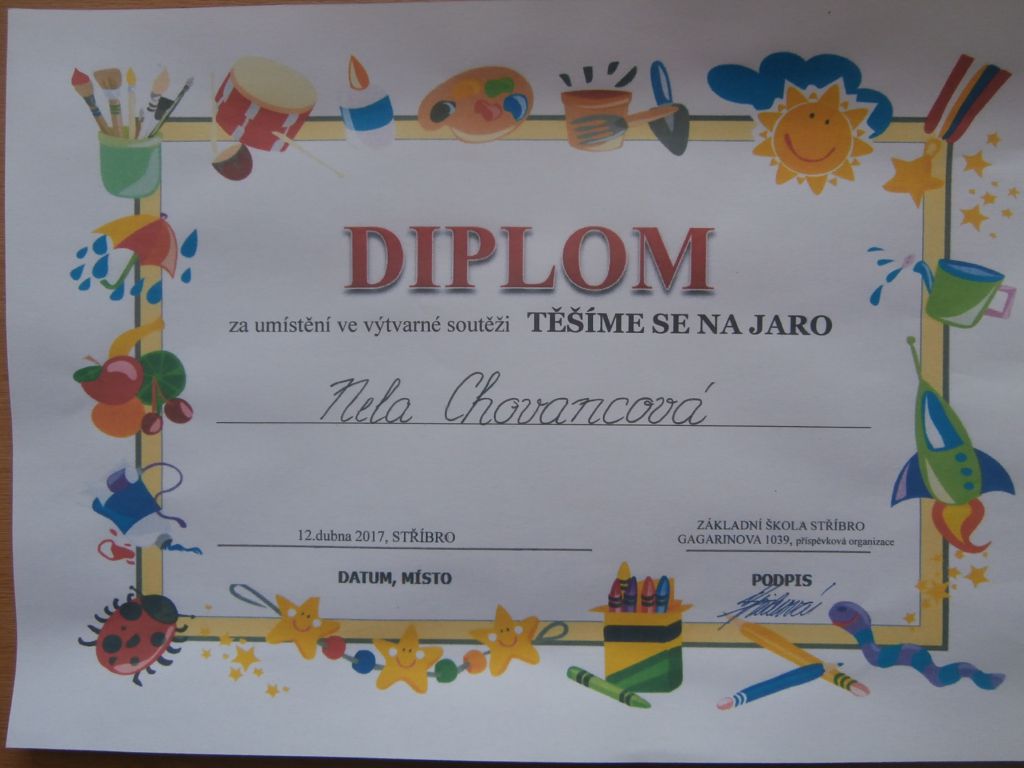 DIPLOM
za umístění ve výtvarné soutěži TĚŠÍME SE NA JARO
Nela Chovancová
12.dubna 2017, STŘÍBRO
ZÁKLADNÍ ŠKOLA STŘÍBRO
GAGARINOVA 1039, příspěvková organizace
DATUM, MÍSTO
PODPIS